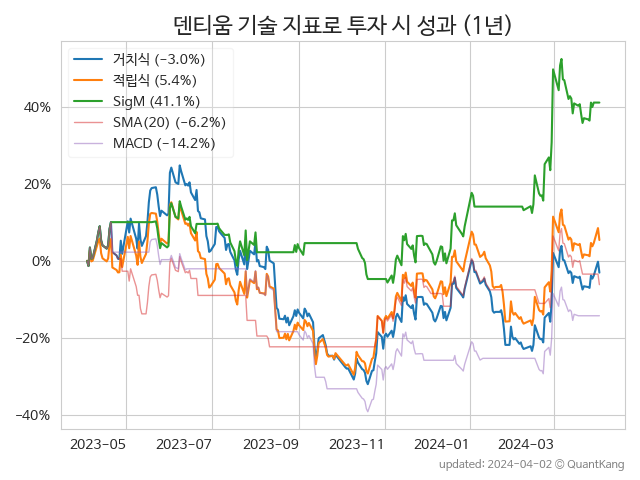 덴티움 기술 지표로 투자 시 성과 (1년)
거치식 (−3.0%)
적립식 (5.4%)
SigM (41.1%)
SMA(20) (−6.2%)
MACD (−14.2%)
40%
20%
0%
−20%
−40%
2023-05 2023-07 2023-09 2023-11 2024-01 2024-03
updated: 2024-04-02 © QuantKang